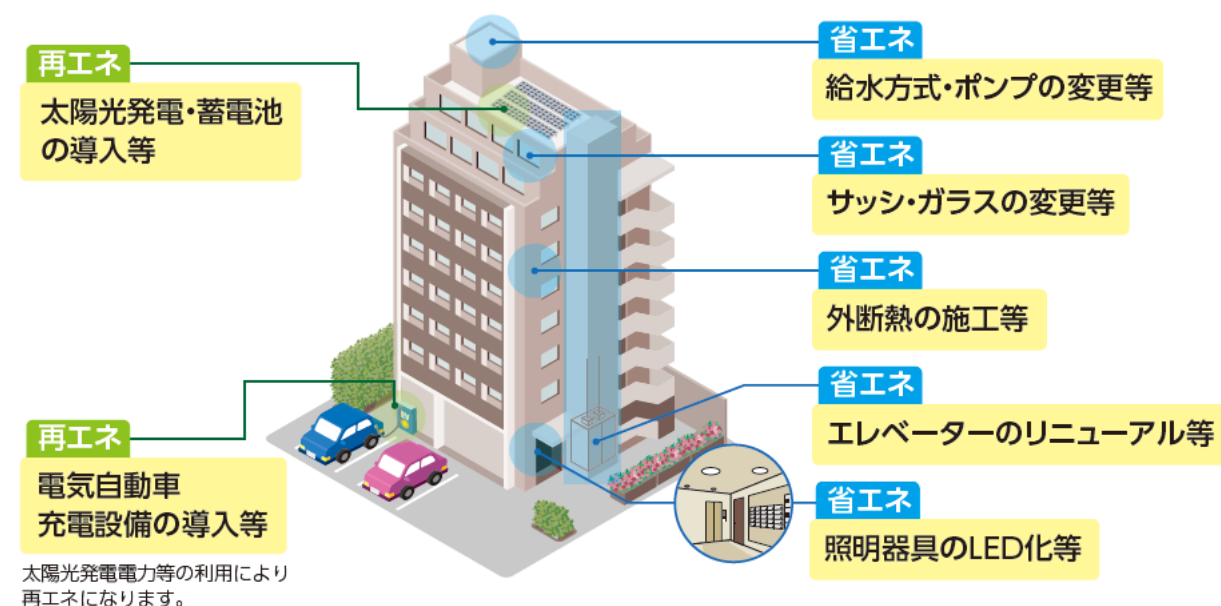 再エネ
太陽光発電・蓄電池
の導入等
再エネ
電気自動車
充電設備の導入等
太陽光発電電力等の利用により
再エネになります。
省エネ
給水方式・ポンプの変更等
省エネ
サッシ・ガラスの変更等
省エネ
外断熱の施工等
省エネ
エレベーターのリニューアル等
省エネ
照明器具のLED化等
EV